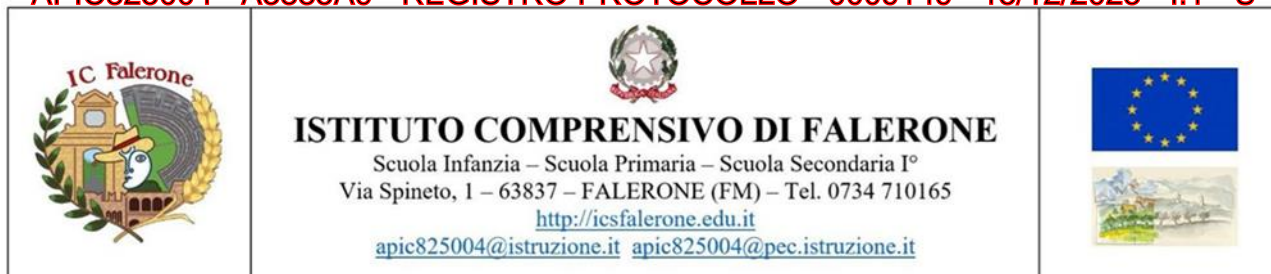 IC Falerone
ISTITUTO COMPRENSIVO DI FALERONE
Scuola Infanzia – Scuola Primaria – Scuola Secondaria I°
Via Spineto, 1 – 63837 – FALERONE (FM) – Tel. 0734 710165
http://icsfalerone.edu.it
apic825004@istruzione.it apic825004@pec.istruzione.it